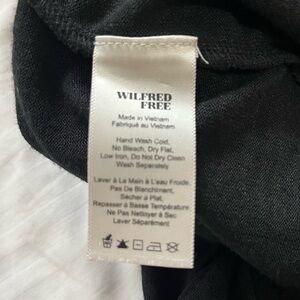 WILFRED
FREE
Made in Vietnam
Fabriqué au Vietnam
Hand Wash Cold,
No Bleach, Dry Flat,
Low Iron, Do Not Dry Clean
Wash Separately
Laver à La Main à L'eau Froide,
Pas De Blanchiment,
Sécher à Plat,
Repasser à Basse Température,
Ne Pas Nettoyer à Sec
Laver Séparément